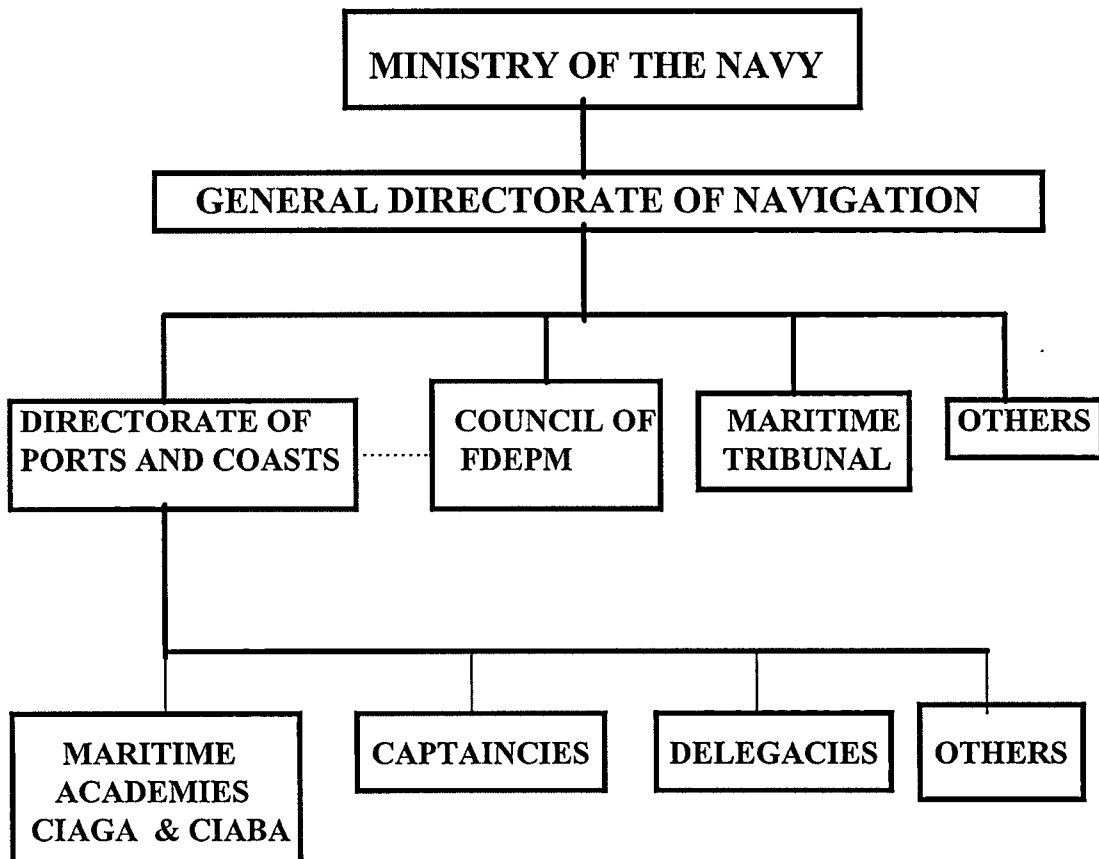 MINISTRY OF THE NAVY
GENERAL DIRECTORATE OF NAVIGATION
DIRECTORATE OF
PORTS AND COASTS
COUNCIL OF
FDEPM
MARITIME
TRIBUNAL
OTHERS
MARITIME
ACADEMIES
CIAGA & CIABA
CAPTAINCIES
DELEGACIES
OTHERS